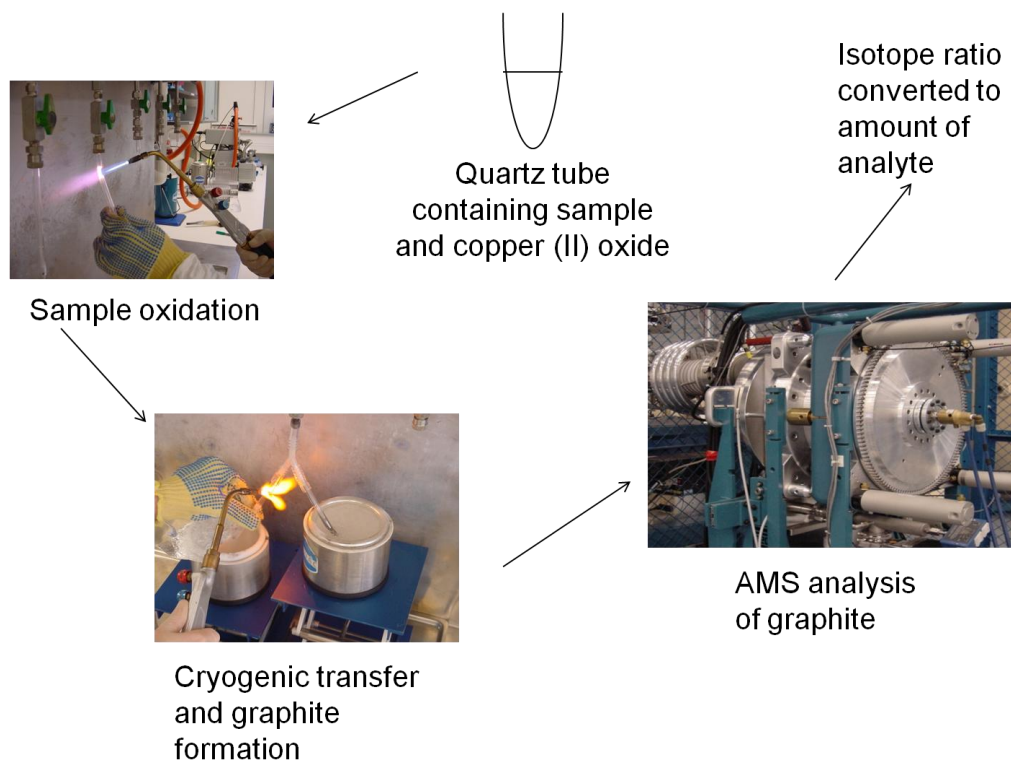 Quartz tube
containing sample
and copper (II) oxide
Sample oxidation
Cryogenic transfer
and graphite
formation
AMS analysis
of graphite
Isotope ratio
converted to
amount of
analyte